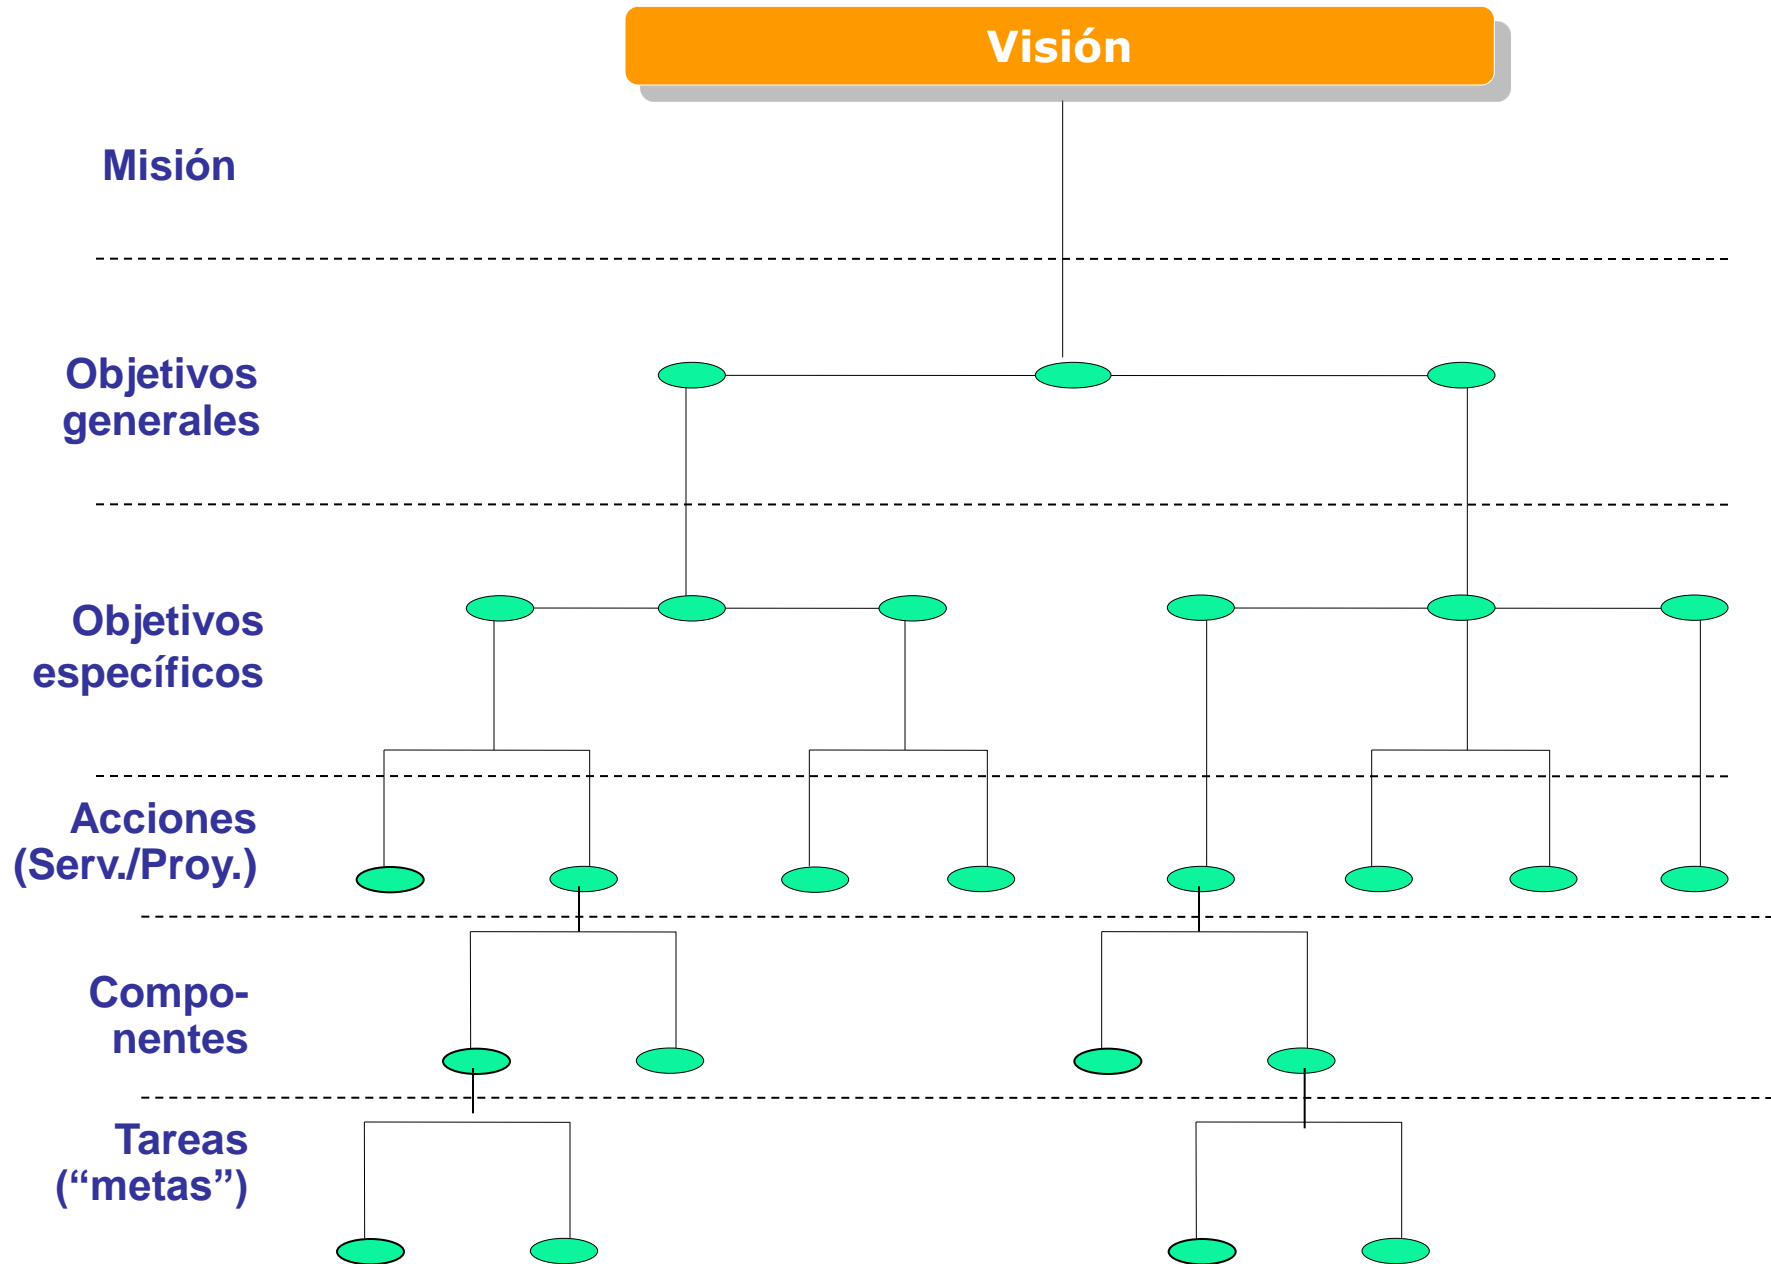 Visión
Misión
Objetivos
generales
Objetivos
específicos
Acciones
(Serv./Proy.)
Compo-
nentes
Tareas
(“metas”)